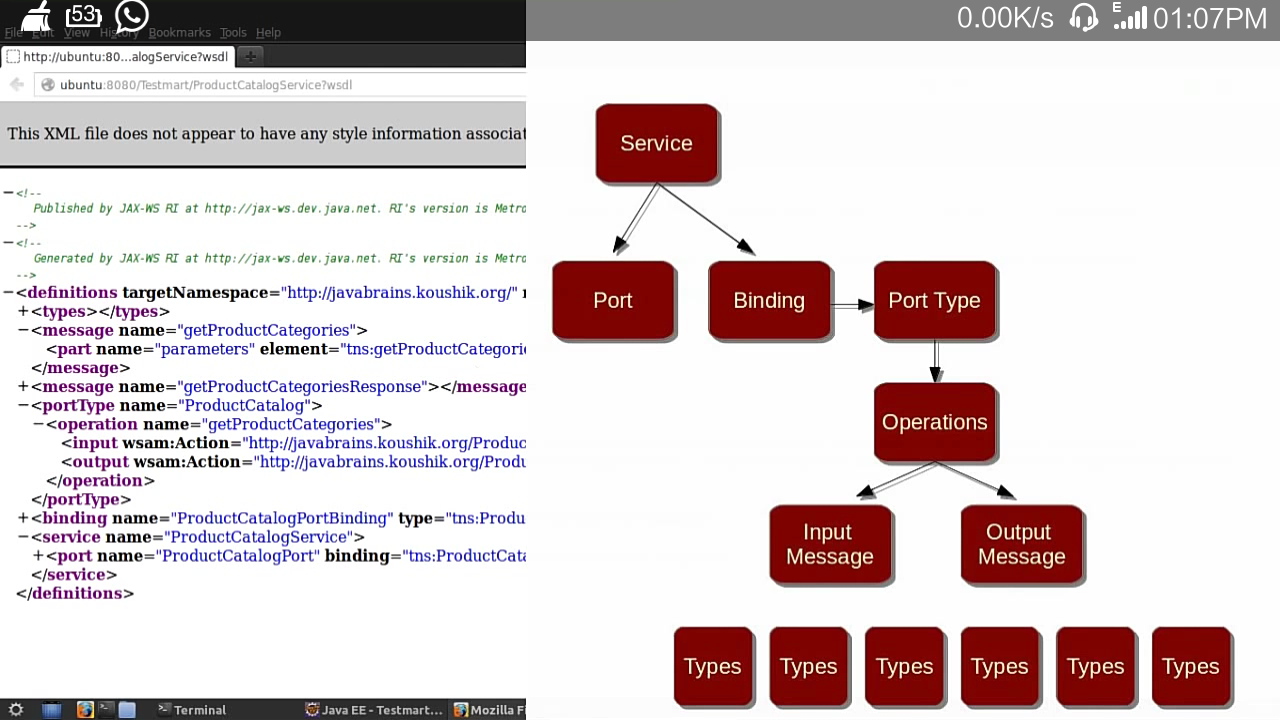 53
0.00K/s E 01:07PM
File Edit View History Bookmarks Tools Help
http://ubuntu:80...alogService?wsdl
ubuntu:8080/Testmart/ProductCatalogService?wsdl
This XML file does not appear to have any style information associat
−<!--
Published by JAX-WS RI at http://jax-ws.dev.java.net. RI's version is Metro
-->
−<!--
Generated by JAX-WS RI at http://jax-ws.dev.java.net. RI's version is Metro
-->
−<definitions targetNamespace="http://javabrains.koushik.org/"
+<types></types>
−<message name="getProductCategories">
<part name="parameters" element="tns:getProductCategorie
</message>
+<message name="getProductCategoriesResponse"></message
−<portType name="ProductCatalog">
−<operation name="getProductCategories">
<input wsam:Action="http://javabrains.koushik.org/Produc
<output wsam:Action="http://javabrains.koushik.org/Produ
</operation>
</portType>
+<binding name="ProductCatalogPortBinding" type="tns:Produ
−<service name="ProductCatalogService">
+<port name="ProductCatalogPort" binding="tns:ProductCata
</service>
</definitions>
Terminal Java EE - Testmart... Mozilla Fi
Service
Port Binding Port Type
Operations
Input
Message
Output
Message
Types Types Types Types Types Types